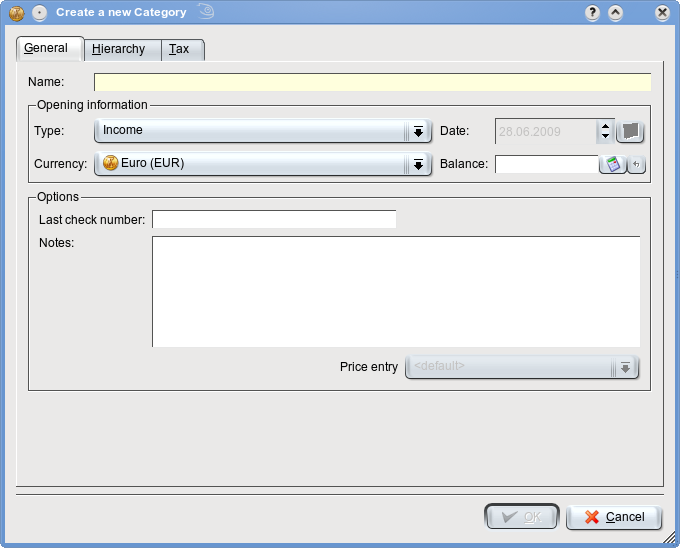 Create a new Category
General Hierarchy Tax
Name:
Opening information
Type: Income Date: 28.06.2009
Currency: Euro (EUR) Balance:
Options
Last check number:
Notes:
Price entry <default>
OK Cancel